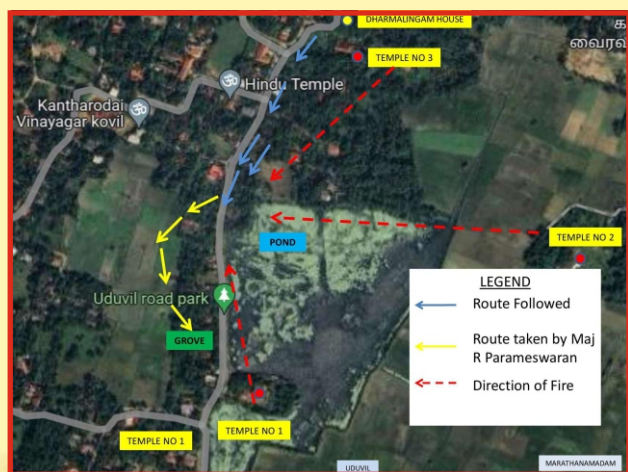 DHARMALINGAM HOUSE
க
வைரவ
TEMPLE NO 3
Hindu Temple
Kantharodai
Vinayagar kovil
TEMPLE NO 2
POND
Uduvil road park
GROVE
LEGEND
Route Followed
Route taken by Maj
R Parameswaran
Direction of Fire
TEMPLE NO 1
TEMPLE NO 1
UDUVIL
MARATHANAMADAM